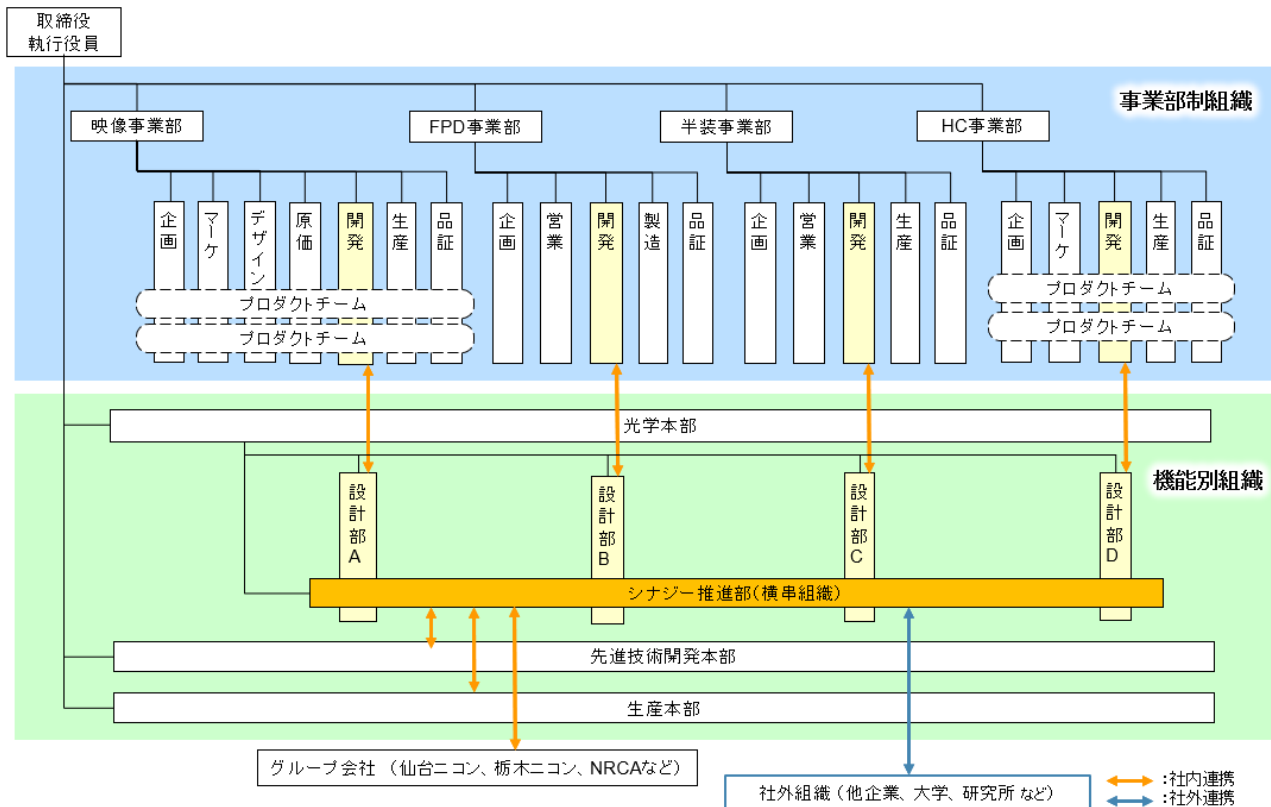 取締役
執行役員
事業部制組織
映像事業部
FPD事業部
半装事業部
HC事業部
企画
マーケ
デザイン
原価
開発
生産
品証
企画
営業
開発
製造
品証
企画
営業
開発
生産
品証
企画
マーケ
開発
生産
品証
プロダクトチーム
プロダクトチーム
プロダクトチーム
プロダクトチーム
光学本部
機能別組織
設計部A
設計部B
設計部C
設計部D
シナジー推進部(横串組織)
先進技術開発本部
生産本部
グループ会社 (仙台ニコン、栃木ニコン、NRCAなど)
社外組織(他企業、大学、研究所 など)
:社内連携
:社外連携